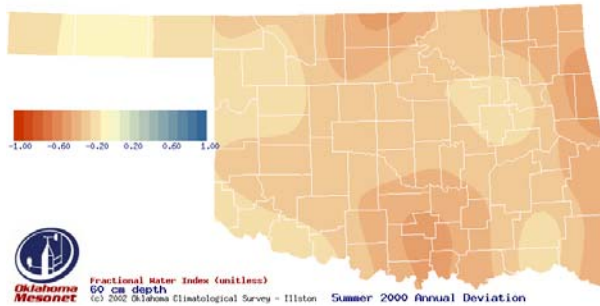 -1.00 -0.60 -0.20 0.20 0.60 1.00
Oklahoma
Mesonet
Fractional Water Index (unitless)
60 cm depth
(c) 2002 Oklahoma Climatological Survey - Illston
Summer 2000 Annual Deviation